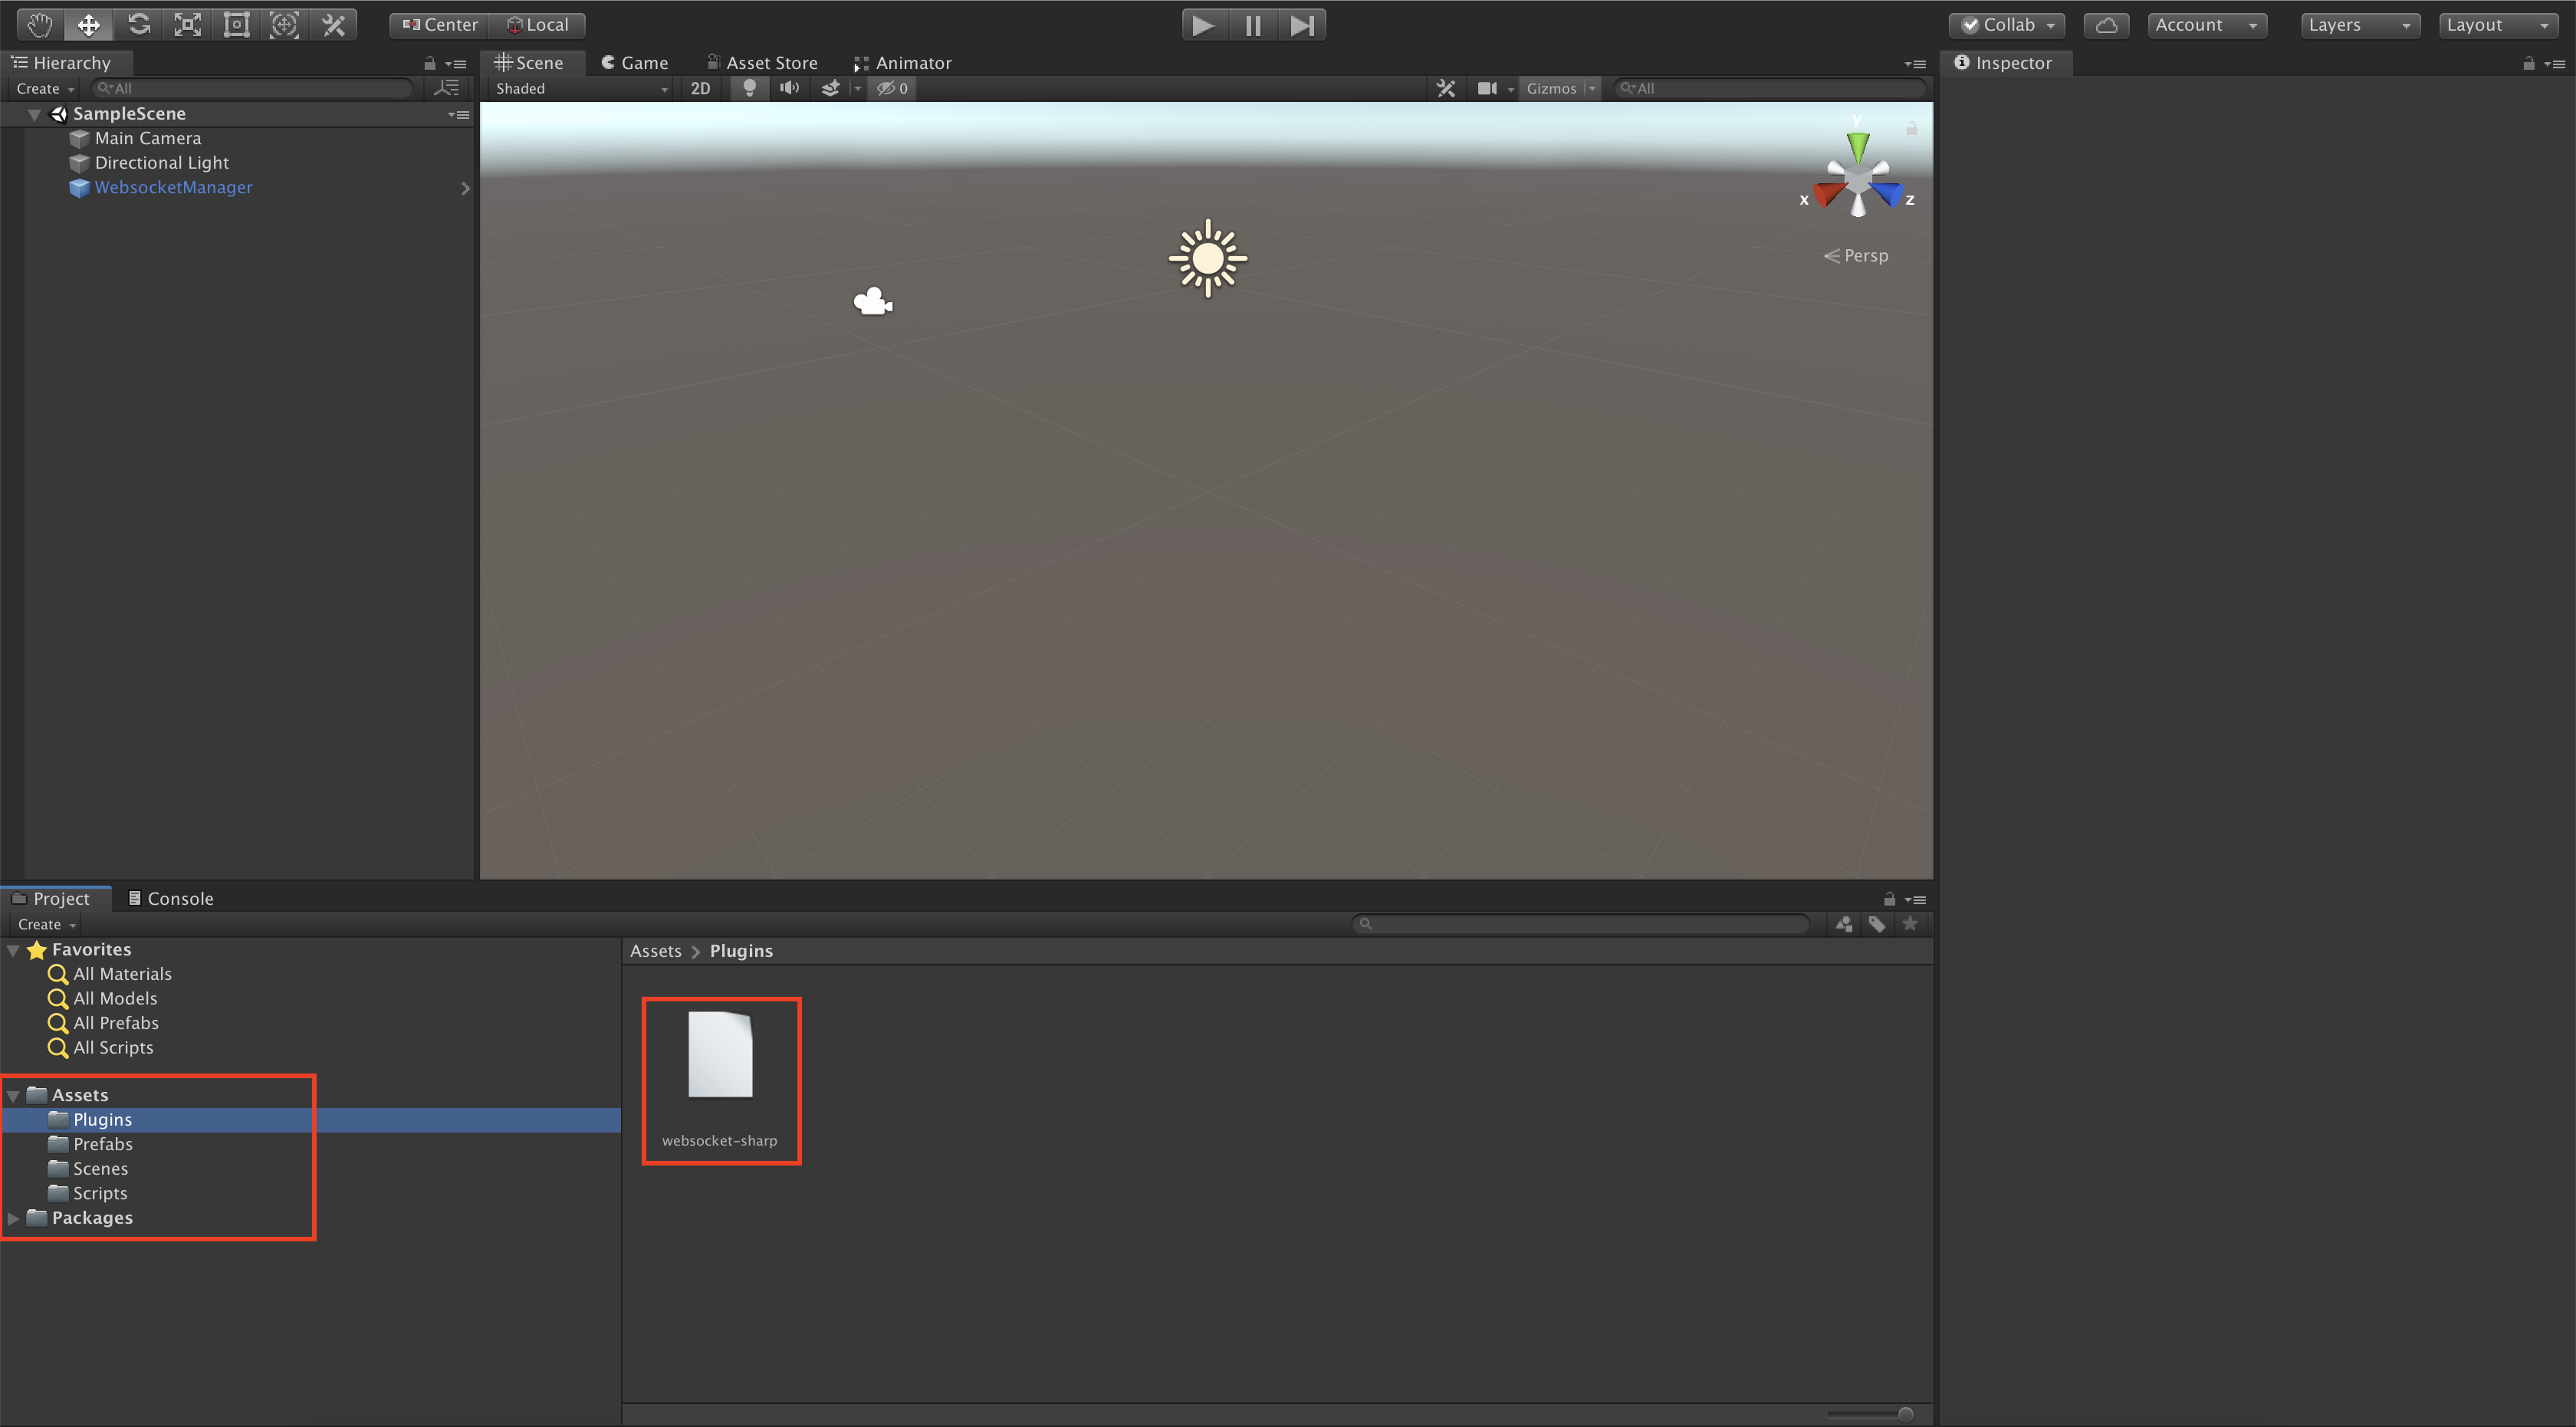 Center Local Collab Account Layers Layout
Hierarchy Scene Game Asset Store Animator Inspector
Create All Shaded 2D 0 Gizmos All
SampleScene
Main Camera
Directional Light
WebsocketManager
y
x z
Persp
Project Console
Create
Favorites
All Materials
All Models
All Prefabs
All Scripts
Assets
Plugins
Prefabs
Scenes
Scripts
Packages
Assets Plugins
websocket-sharp